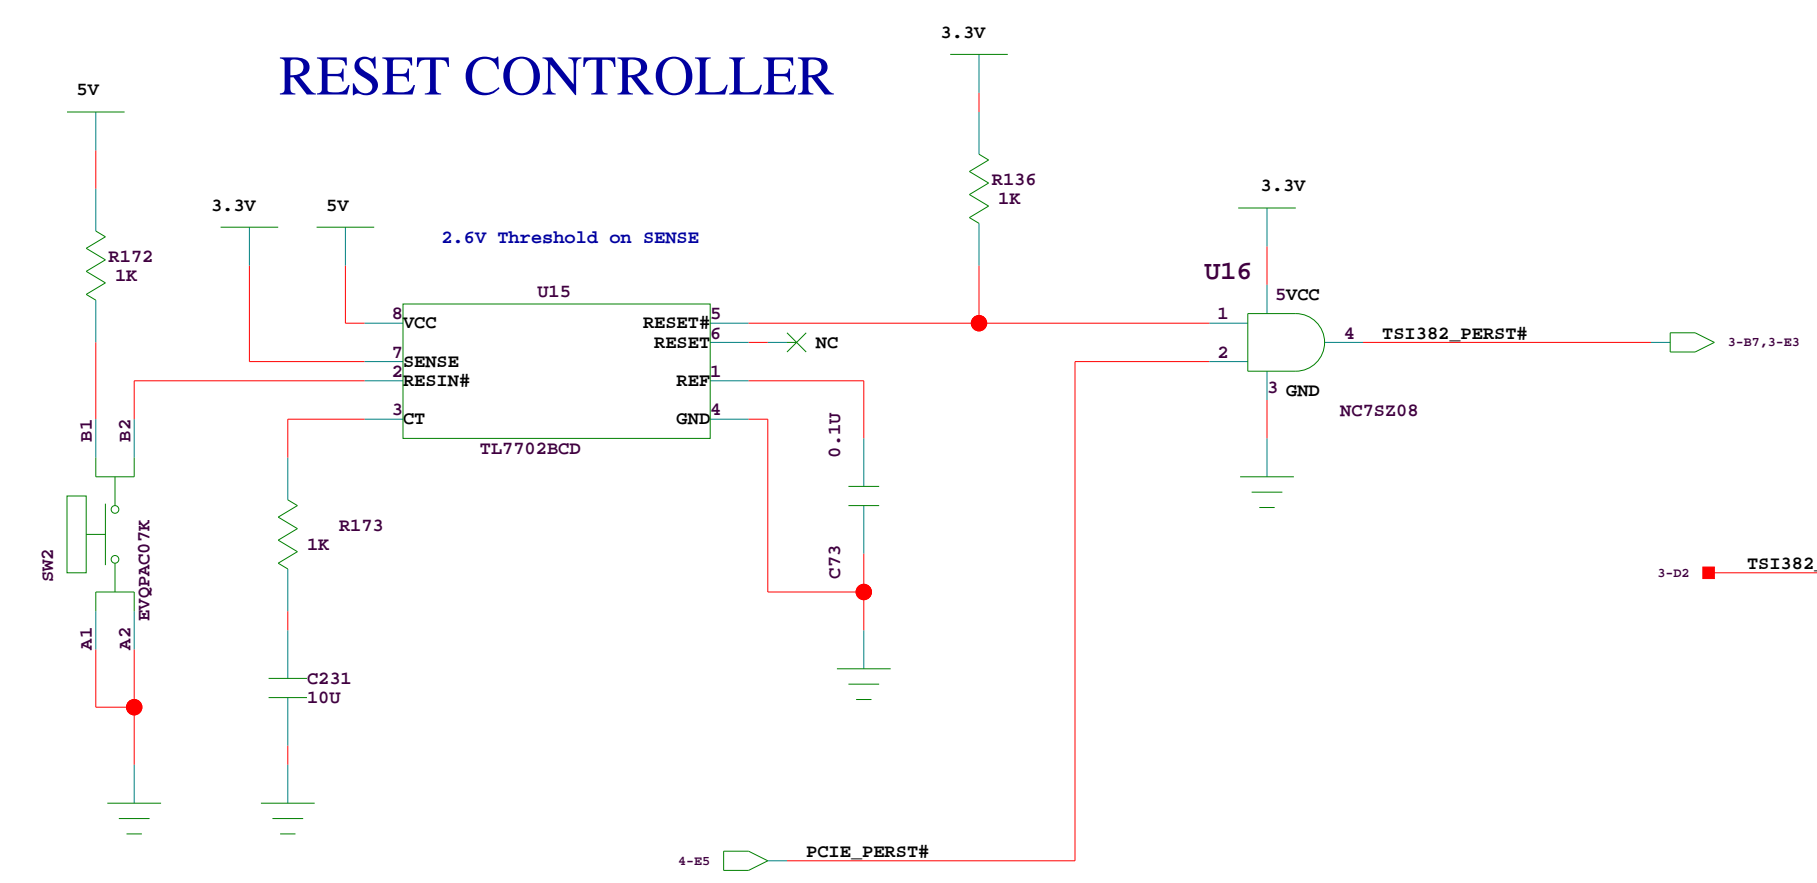 RESET CONTROLLER
3.3V
5V
R136
1K
3.3V
3.3V
5V
2.6V Threshold on SENSE
R172
1K
U16
U15
5VCC
8VCC
RESET# 5
1
7
SENSE
RESET 6
NC
4
TSI382_PERST#
3-B7,3-E3
2
RESIN#
REF 1
2
3 GND
NC7SZ08
3
CT
GND 4
TL7702BCD
B1
B2
0.1U
C73
R173
1K
SW2
EVQPAC07K
A1
A2
C231
10U
3-D2
TSI382_
4-E5
PCIE_PERST#